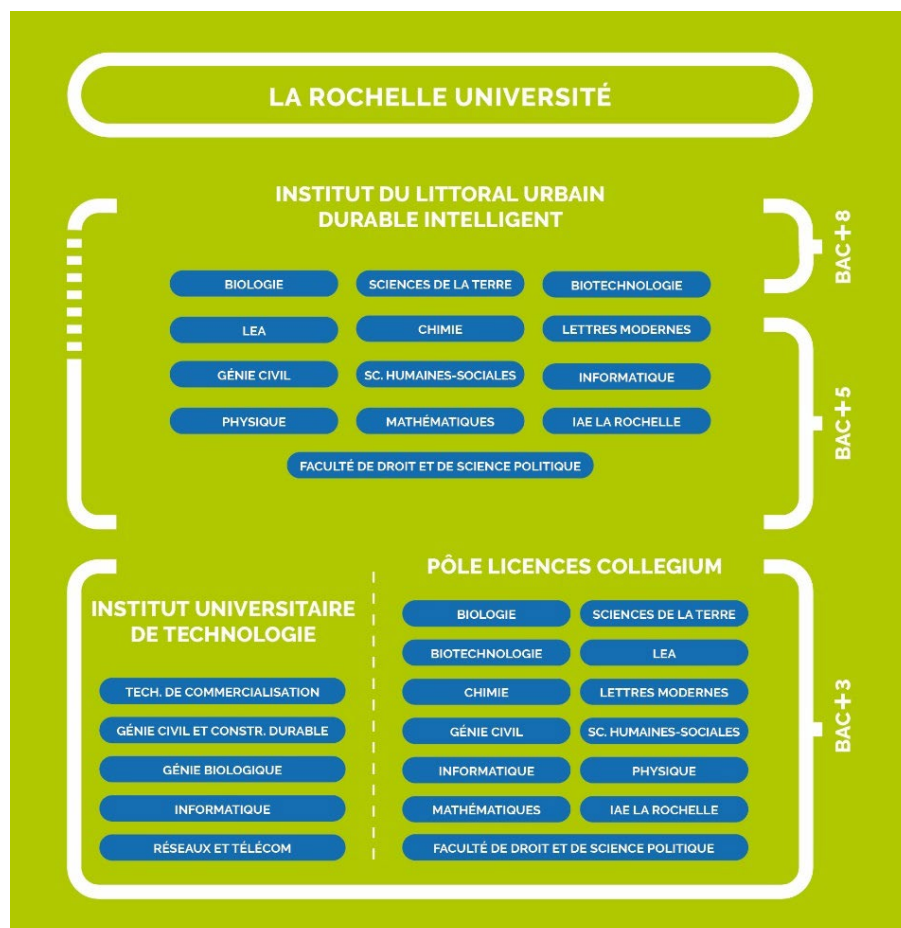 LA ROCHELLE UNIVERSITÉ
INSTITUT DU LITTORAL URBAIN
DURABLE INTELLIGENT
BIOLOGIE
SCIENCES DE LA TERRE
BIOTECHNOLOGIE
LEA
CHIMIE
LETTRES MODERNES
GÉNIE CIVIL
SC. HUMAINES-SOCIALES
INFORMATIQUE
PHYSIQUE
MATHÉMATIQUES
IAE LA ROCHELLE
FACULTÉ DE DROIT ET DE SCIENCE POLITIQUE
BAC+8
BAC+5
INSTITUT UNIVERSITAIRE
DE TECHNOLOGIE
TECH. DE COMMERCIALISATION
GÉNIE CIVIL ET CONSTR. DURABLE
GÉNIE BIOLOGIQUE
INFORMATIQUE
RÉSEAUX ET TÉLÉCOM
PÔLE LICENCES COLLEGIUM
BIOLOGIE
SCIENCES DE LA TERRE
BIOTECHNOLOGIE
LEA
CHIMIE
LETTRES MODERNES
GÉNIE CIVIL
SC. HUMAINES-SOCIALES
INFORMATIQUE
PHYSIQUE
MATHÉMATIQUES
IAE LA ROCHELLE
FACULTÉ DE DROIT ET DE SCIENCE POLITIQUE
BAC+3